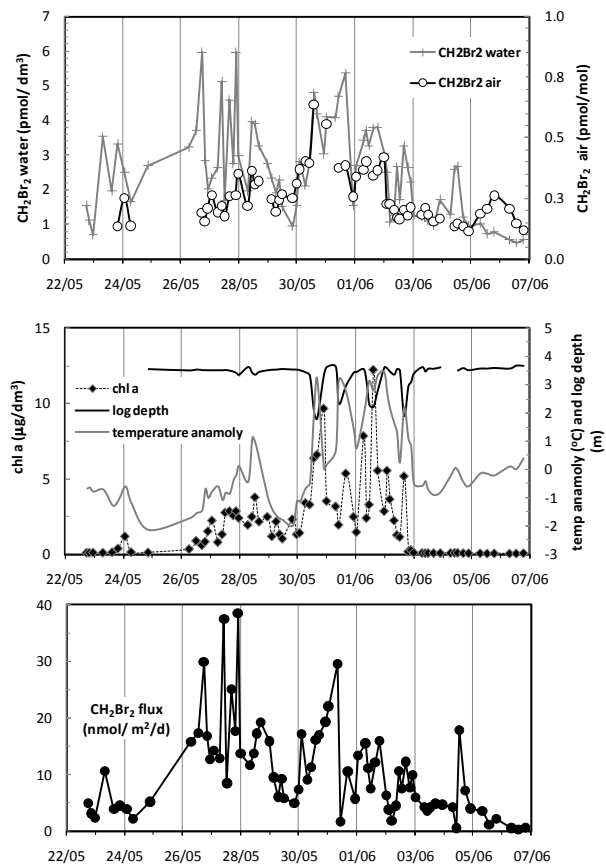 7
6
5
4
3
2
1
0
CH2Br2 water (pmol/ dm3)
CH2Br2 water
CH2Br2 air
1.0
0.8
0.5
0.3
0.0
CH2Br2 air (pmol/mol)
22/05 24/05 26/05 28/05 30/05 01/06 03/06 05/06 07/06
15
10
5
0
chl a (μg/dm3)
chl a
log depth
temperature anamoly
5
4
3
2
1
0
-1
-2
-3
temp anamoly (°C) and log depth (m)
22/05 24/05 26/05 28/05 30/05 01/06 03/06 05/06 07/06
40
30
20
10
0
CH2Br2 flux
(nmol/ m2/d)
22/05 24/05 26/05 28/05 30/05 01/06 03/06 05/06 07/06